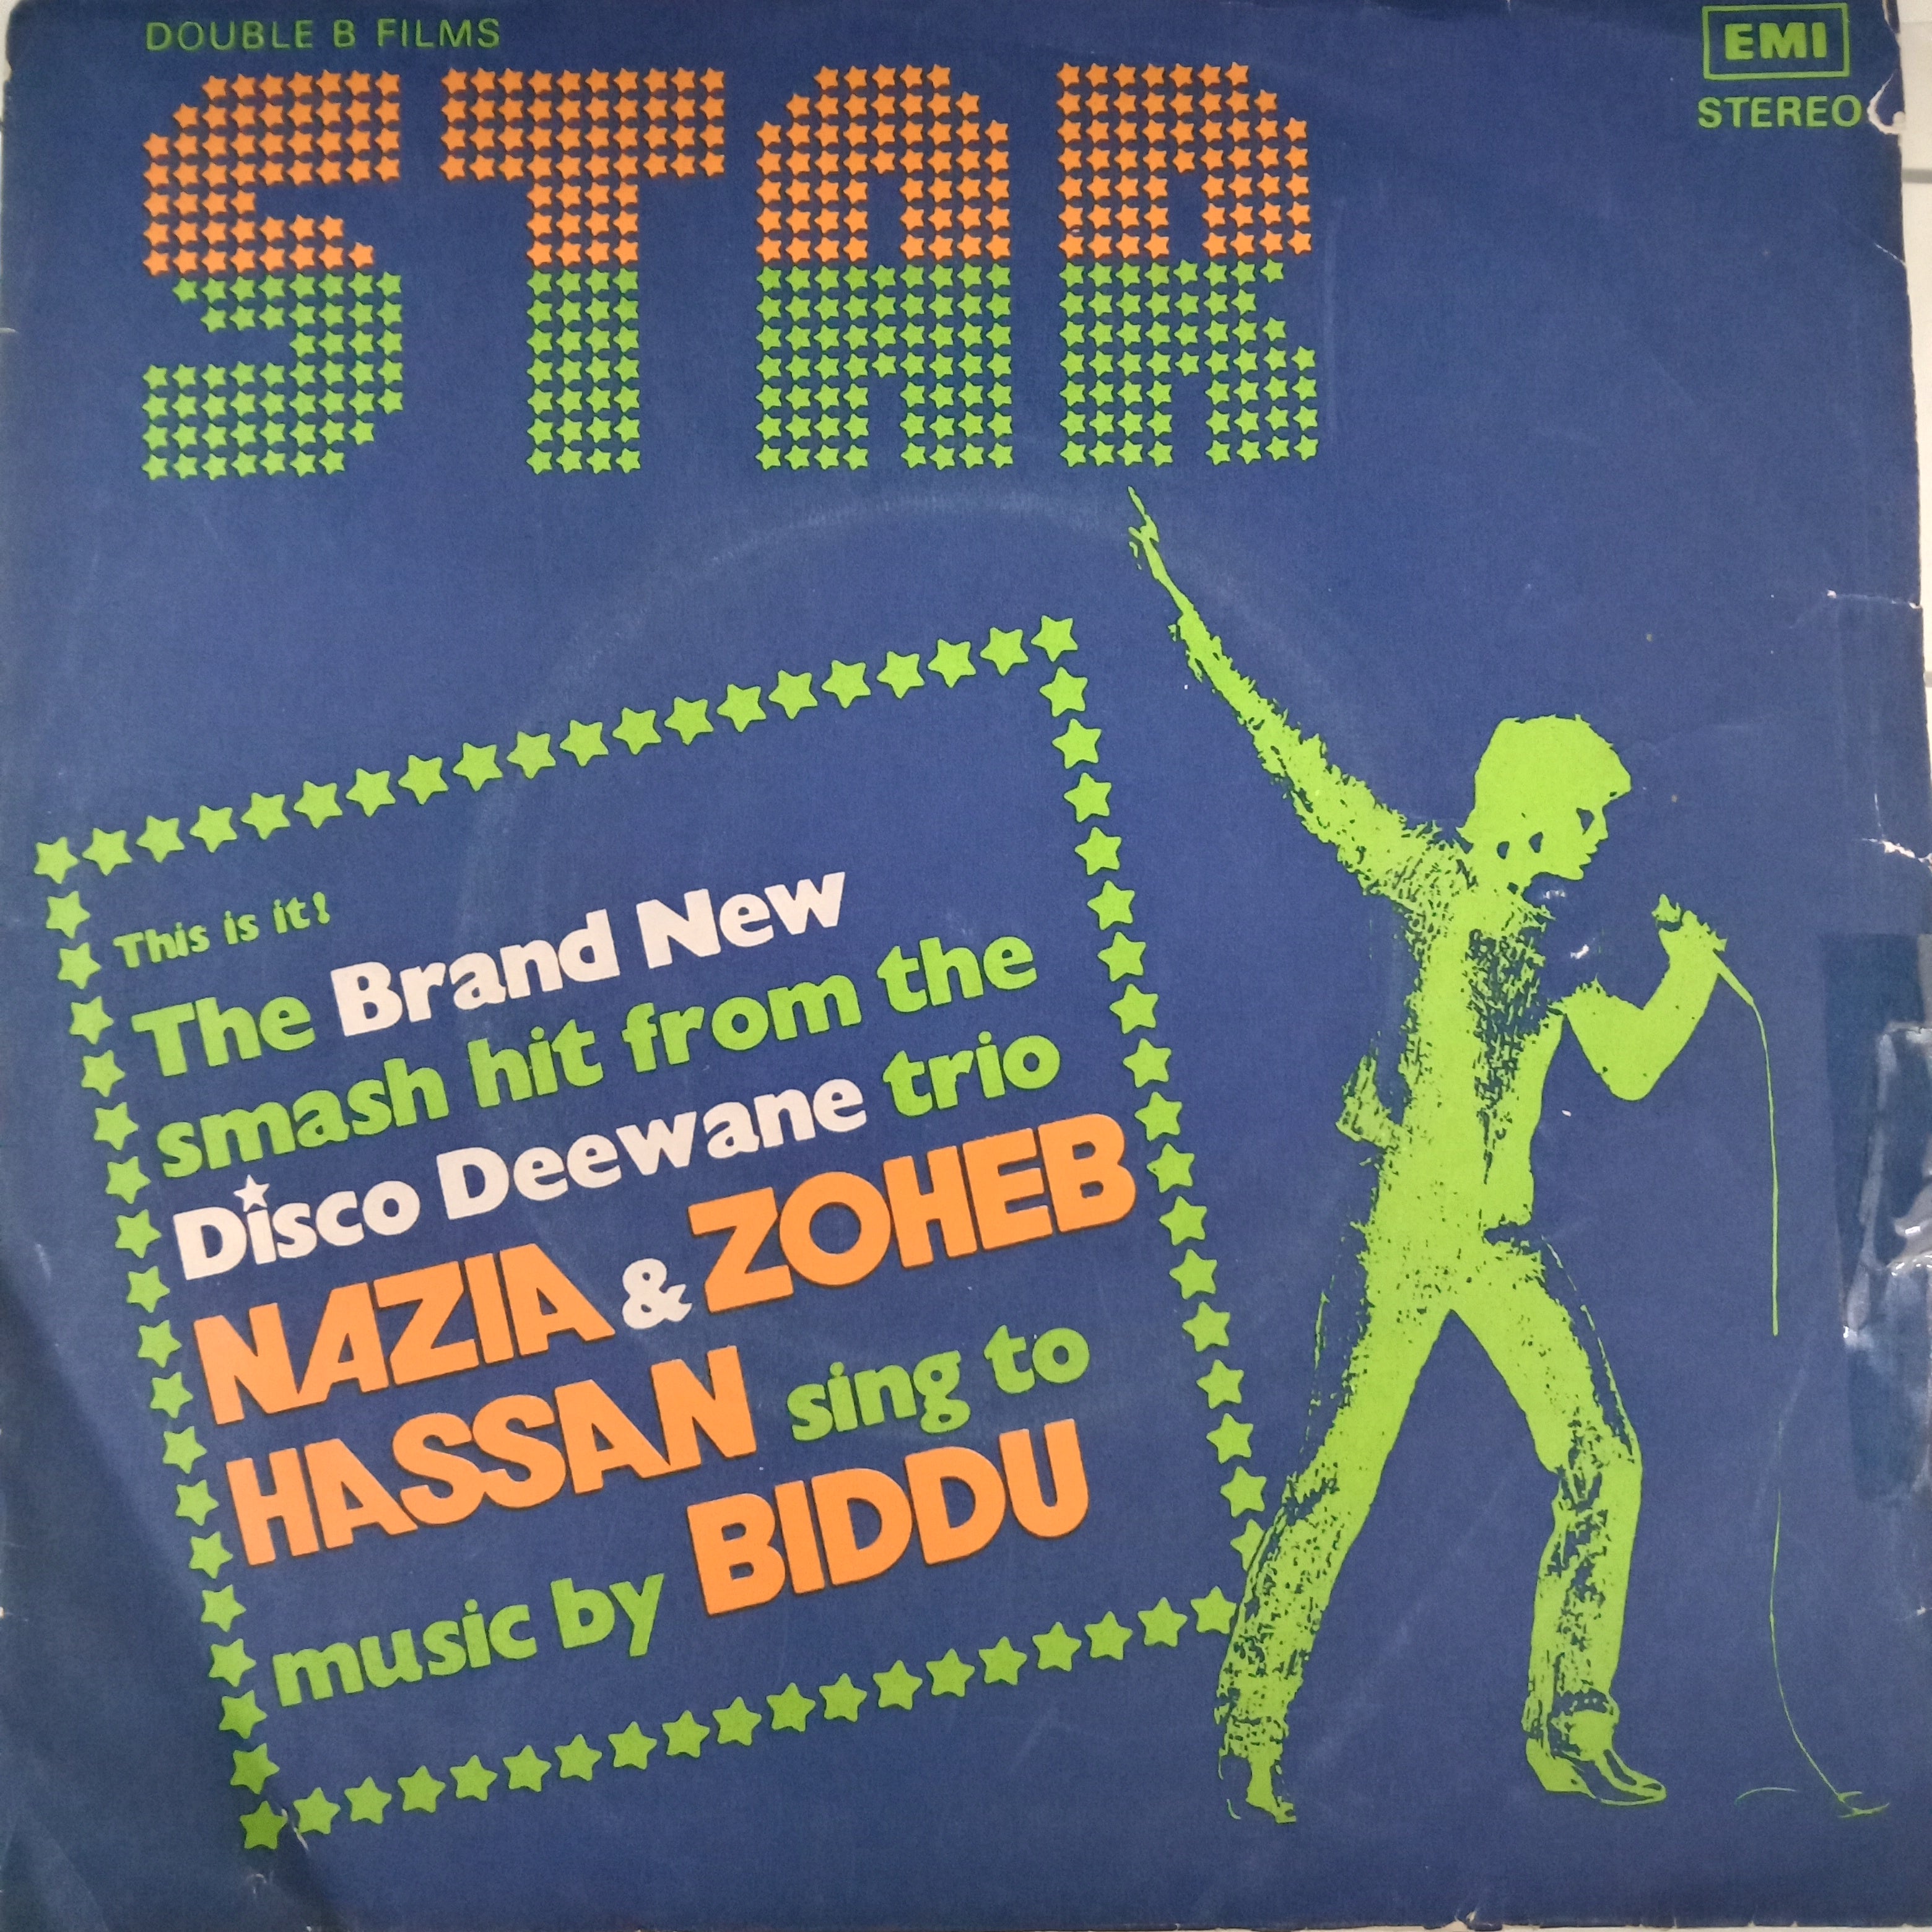 DOUBLE B FILMS
EMI
STEREO
STAR
This is it!
The Brand New
smash hit from the
Disco Deewane trio
NAZIA & ZOHEB
HASSAN sing to
music by BIDDU